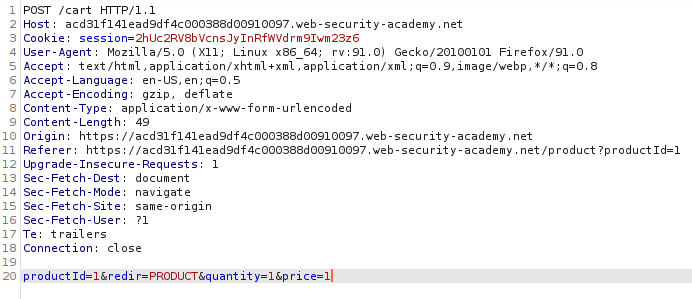 1 POST /cart HTTP/1.1
2 Host: acd31f141ead9df4c000388d00910097.web-security-academy.net
3 Cookie: session=2hUc2RV8bVcnsJyInRfWVdrm9Iwm23z6
4 User-Agent: Mozilla/5.0 (X11; Linux x86_64; rv:91.0) Gecko/20100101 Firefox/91.0
5 Accept: text/html,application/xhtml+xml,application/xml;q=0.9,image/webp,*/*;q=0.8
6 Accept-Language: en-US,en;q=0.5
7 Accept-Encoding: gzip, deflate
8 Content-Type: application/x-www-form-urlencoded
9 Content-Length: 49
10 Origin: https://acd31f141ead9df4c000388d00910097.web-security-academy.net
11 Referer: https://acd31f141ead9df4c000388d00910097.web-security-academy.net/product?productId=1
12 Upgrade-Insecure-Requests: 1
13 Sec-Fetch-Dest: document
14 Sec-Fetch-Mode: navigate
15 Sec-Fetch-Site: same-origin
16 Sec-Fetch-User: ?1
17 Te: trailers
18 Connection: close
19
20 productId=1&redir=PRODUCT&quantity=1&price=1